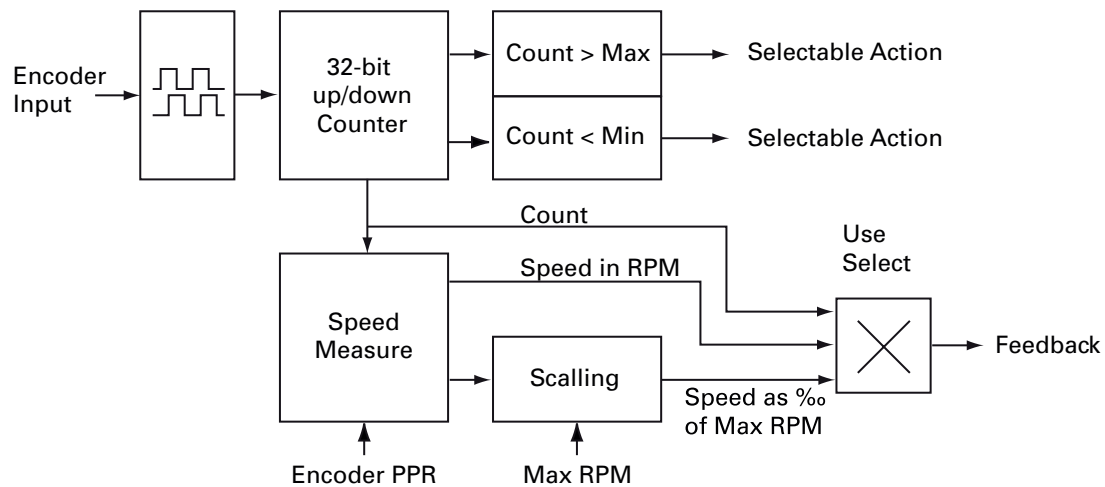 Encoder
Input
32-bit
up/down
Counter
Count > Max
Selectable Action
Count < Min
Selectable Action
Count
Use
Select
Speed in RPM
Speed
Measure
Scalling
Feedback
Speed as ‰
of Max RPM
Encoder PPR
Max RPM